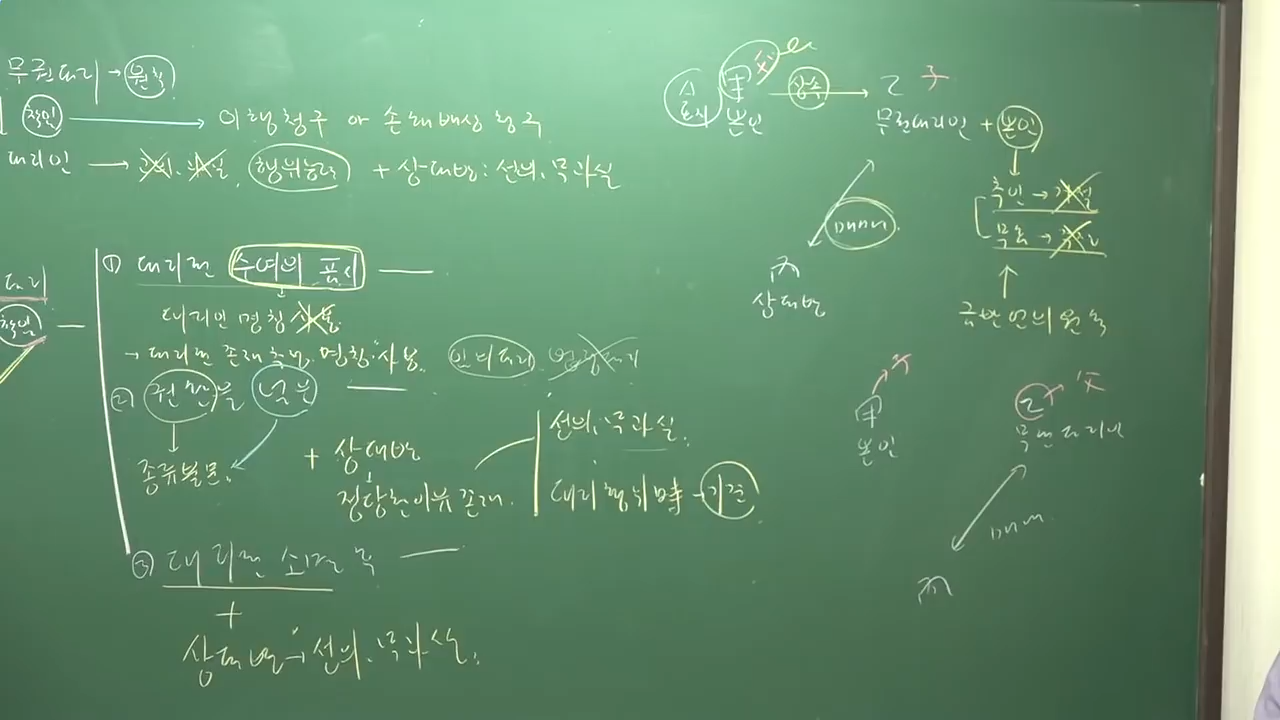 무권대리 → 원칙
책임 → 이행청구 or 손해배상 청구
대리인 → 고의, 과실, 행위능력 + 상대방: 선의, 무과실
① 대리권 수여의 표시
대리
책임
대리인 명칭 사용
→ 대리권 존재 추단 명칭 사용. 임의대리
② 권한을 넘은
종류불문.
+ 상대방
정당한 이유 존재.
선의, 무과실.
대리행위 時 → 기준
③ 대리권 소멸 후
+
상대방 → 선의, 무과실.
甲 상속 → 乙 子
본인 무권대리인 + 본인
추인 → 거절
무효 →
금반언의 원칙
매매
丙
상대방
甲
본인
乙
무권대리인
매매
丙